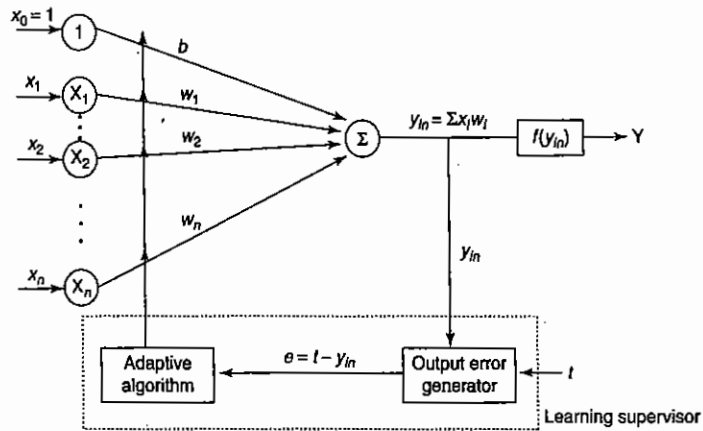 x₀ = 1
1
b
x₁
X₁
w₁
x₂
X₂
w₂
xₙ
Xₙ
wₙ
Σ
yᵢₙ = Σxᵢwᵢ
f(yᵢₙ)
Y
yᵢₙ
Adaptive
algorithm
e = t – yᵢₙ
Output error
generator
t
Learning supervisor